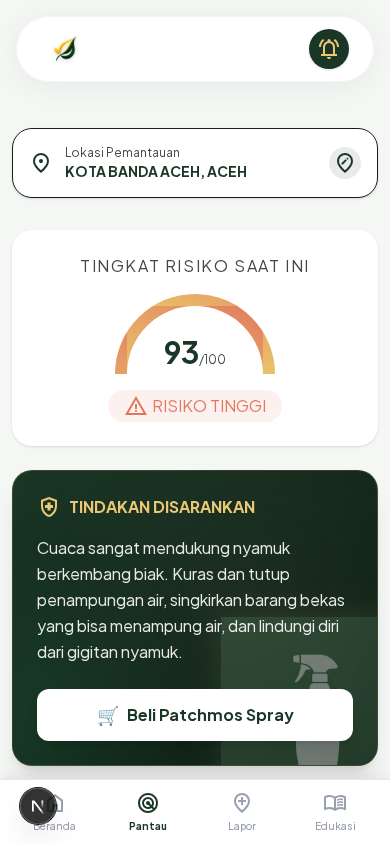 Lokasi Pemantauan
KOTA BANDA ACEH, ACEH
TINGKAT RISIKO SAAT INI
93/100
RISIKO TINGGI
TINDAKAN DISARANKAN
Cuaca sangat mendukung nyamuk
berkembang biak. Kuras dan tutup
penampungan air, singkirkan barang bekas
yang bisa menampung air, dan lindungi diri
dari gigitan nyamuk.
Beli Patchmos Spray
N
Beranda Pantau Lapor Edukasi